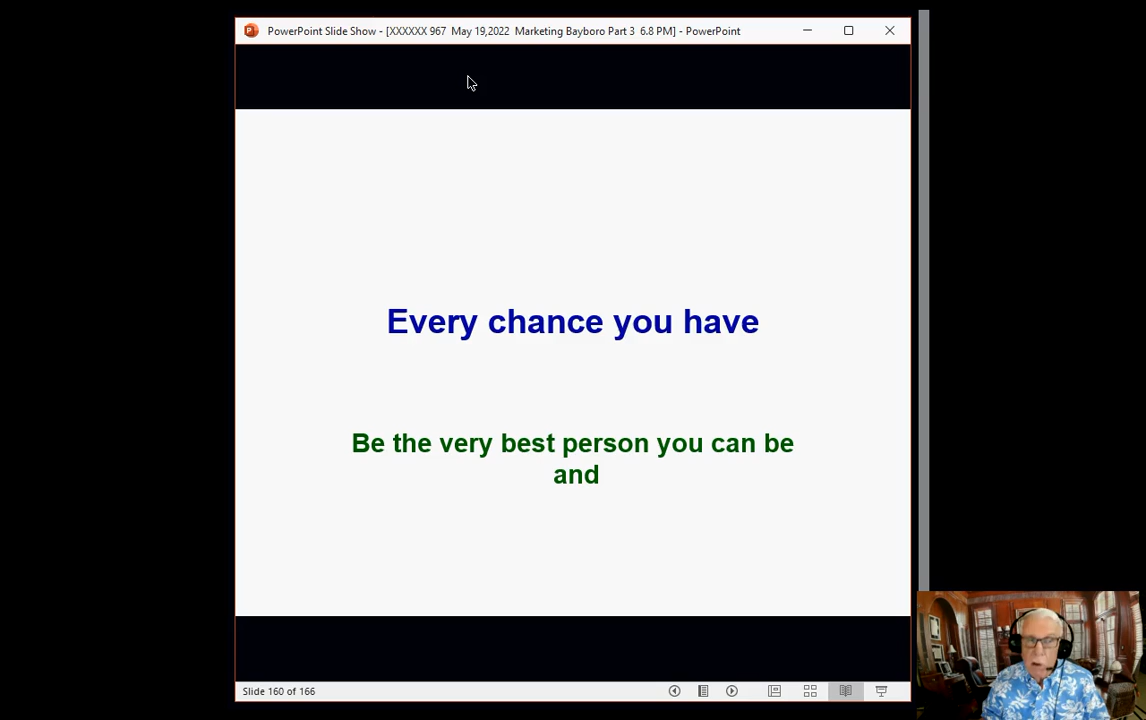 PowerPoint Slide Show - [XXXXXX 967 May 19,2022 Marketing Bayboro Part 3 6.8 PM] - PowerPoint
Every chance you have
Be the very best person you can be
and
Slide 160 of 166